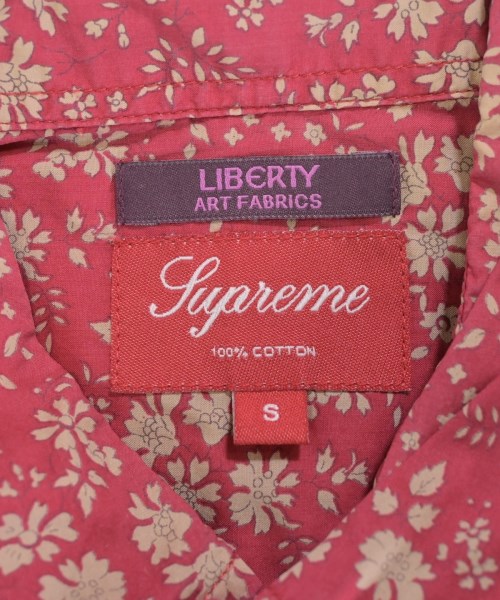 LIBERTY
ART FABRICS
Supreme
100% COTTON
S